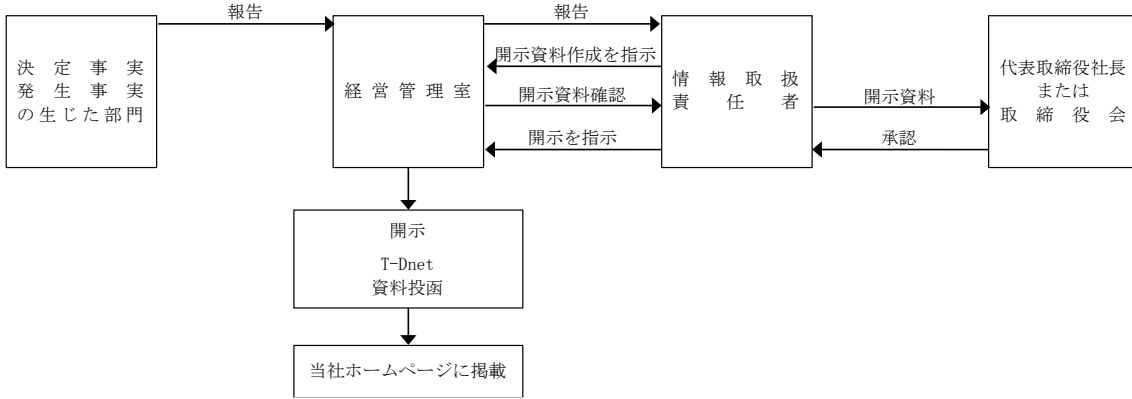 報告
報告
決定事実
発生事実
の生じた部門
経営管理室
開示資料作成を指示
開示資料確認
開示を指示
情報取扱
責任者
開示資料
承認
代表取締役社長
または
取締役会
開示
T-Dnet
資料投函
当社ホームページに掲載